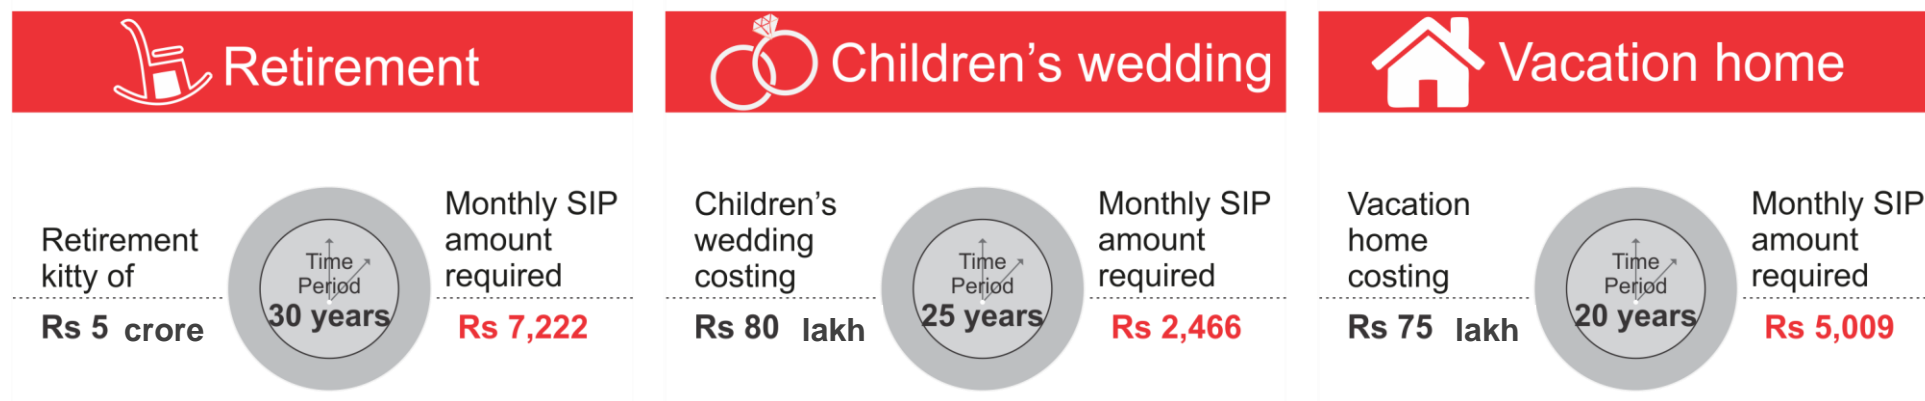 Retirement
Retirement
kitty of
Rs 5 crore
Time
Period
30 years
Monthly SIP
amount
required
Rs 7,222
Children’s wedding
Children’s
wedding
costing
Rs 80 lakh
Time
Period
25 years
Monthly SIP
amount
required
Rs 2,466
Vacation home
Vacation
home
costing
Rs 75 lakh
Time
Period
20 years
Monthly SIP
amount
required
Rs 5,009